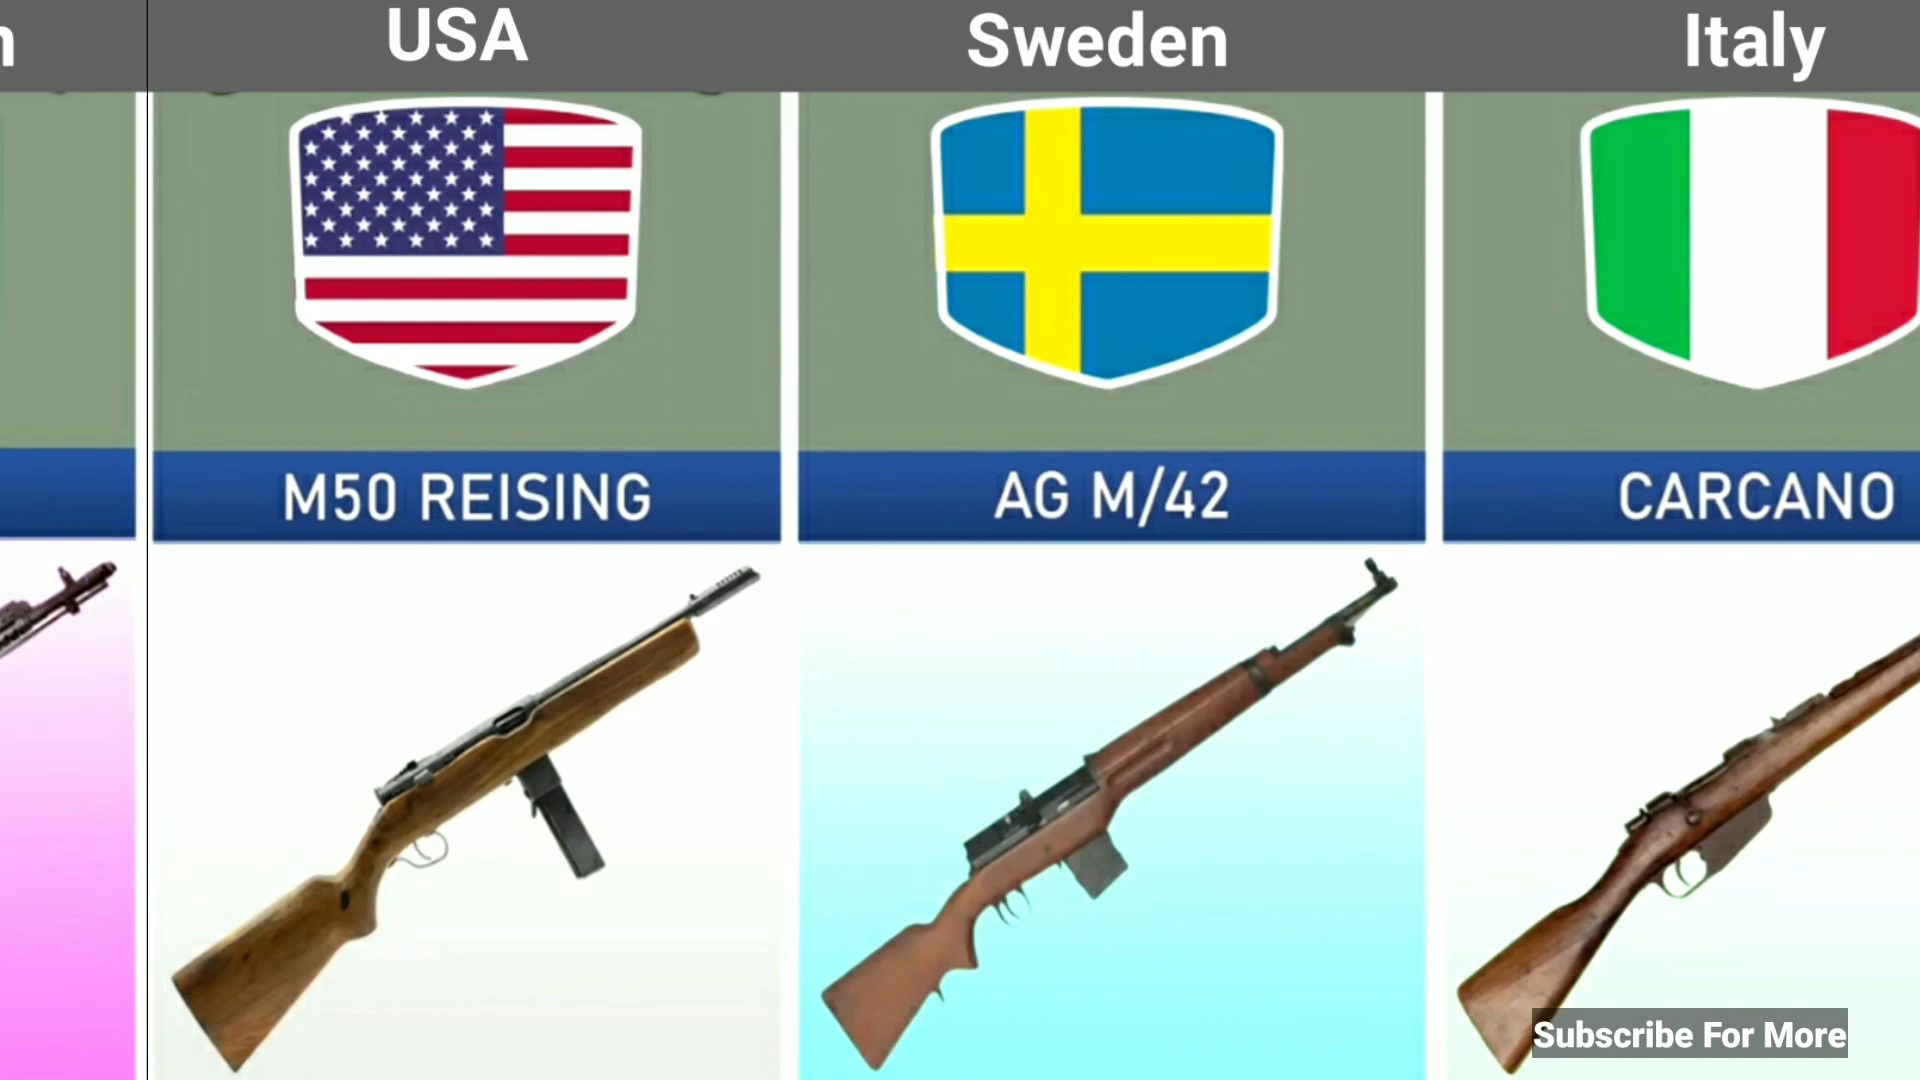 n
USA
Sweden
Italy
M50 REISING
AG M/42
CARCANO
Subscribe For More